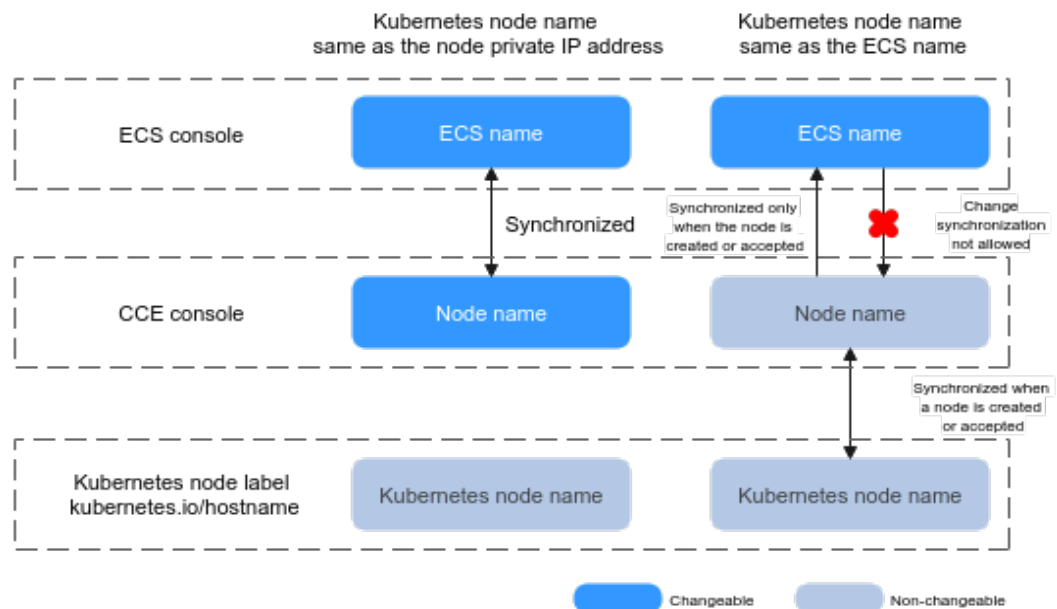 Kubernetes node name
same as the node private IP address
Kubernetes node name
same as the ECS name
ECS console
ECS name
ECS name
Synchronized
Synchronized only
when the node is
created or accepted
Change
synchronization
not allowed
CCE console
Node name
Node name
Synchronized when
a node is created
or accepted
Kubernetes node label
kubernetes.io/hostname
Kubernetes node name
Kubernetes node name
Changeable
Non-changeable